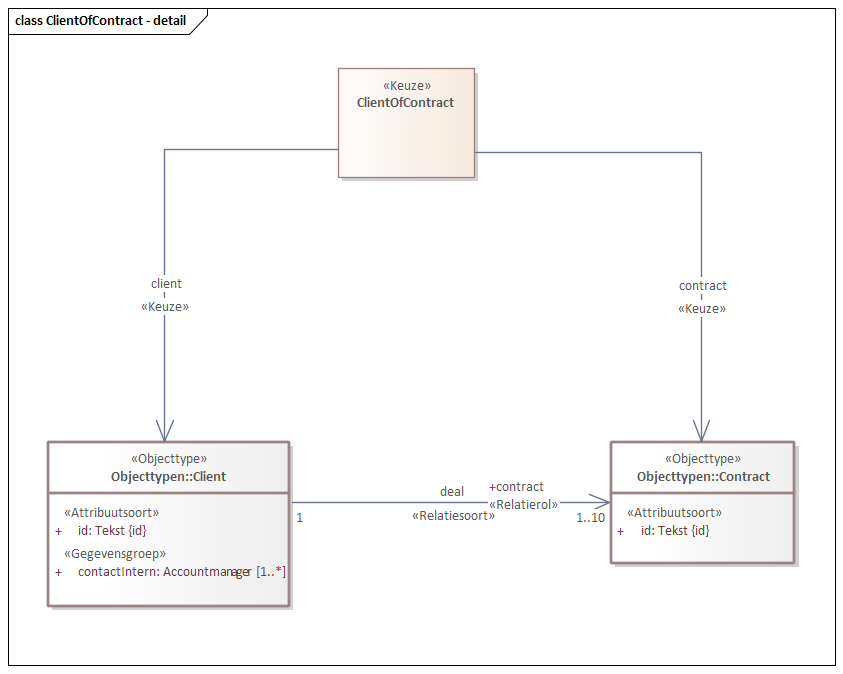 class ClientOfContract - detail
«Keuze»
ClientOfContract
client
«Keuze»
contract
«Keuze»
«Objecttype»
Objecttypen::Client
«Attribuutsoort»
+ id: Tekst {id}
«Gegevensgroep»
+ contactIntern: Accountmanager [1..*]
deal
«Relatiesoort»
+contract
«Relatierol»
1
1..10
«Objecttype»
Objecttypen::Contract
«Attribuutsoort»
+ id: Tekst {id}